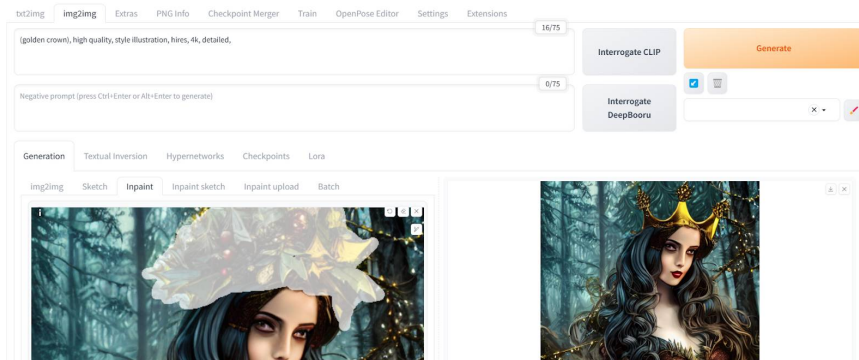 txt2img img2img Extras PNG Info Checkpoint Merger Train OpenPose Editor Settings Extensions
16/75
(golden crown), high quality, style illustration, hires, 4k, detailed,
Interrogate CLIP
Generate
0/75
Negative prompt (press Ctrl+Enter or Alt+Enter to generate)
Interrogate
DeepBooru
Generation Textual Inversion Hypernetworks Checkpoints Lora
img2img Sketch Inpaint Inpaint sketch Inpaint upload Batch